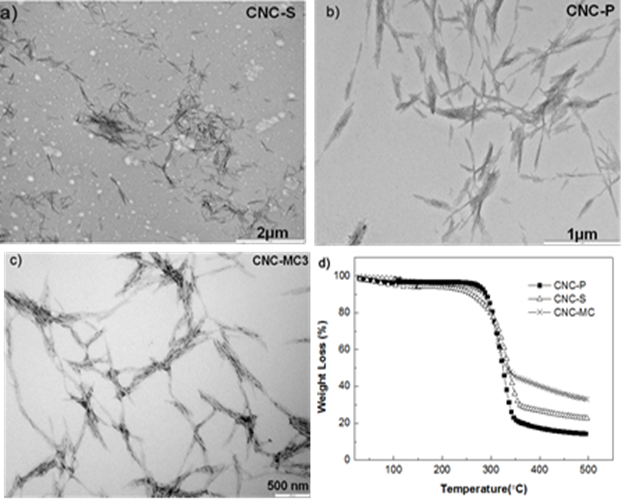 a) CNC-S
2µm
b) CNC-P
1µm
c) CNC-MC3
500 nm
d)
CNC-P
CNC-S
CNC-MC
Weight Loss (%)
100
80
60
40
20
0
100 200 300 400 500
Temperature(°C)